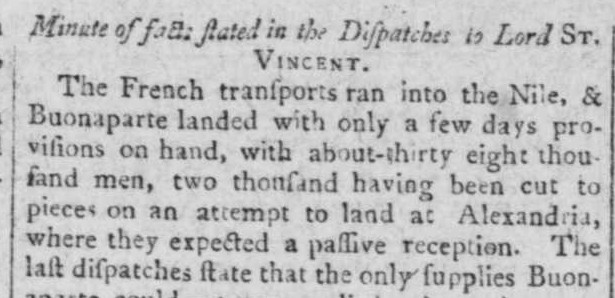 Minute of facts ſtated in the Diſpatches to Lord ST.
VINCENT.
The French tranſports ran into the Nile, &
Buonaparte landed with only a few days pro-
viſions on hand, with about-thirty eight thou-
ſand men, two thouſand having been cut to
pieces on an attempt to land at Alexandria,
where they expected a paſſive reception. The
laſt diſpatches ſtate that the only ſupplies Buon-
aparte could